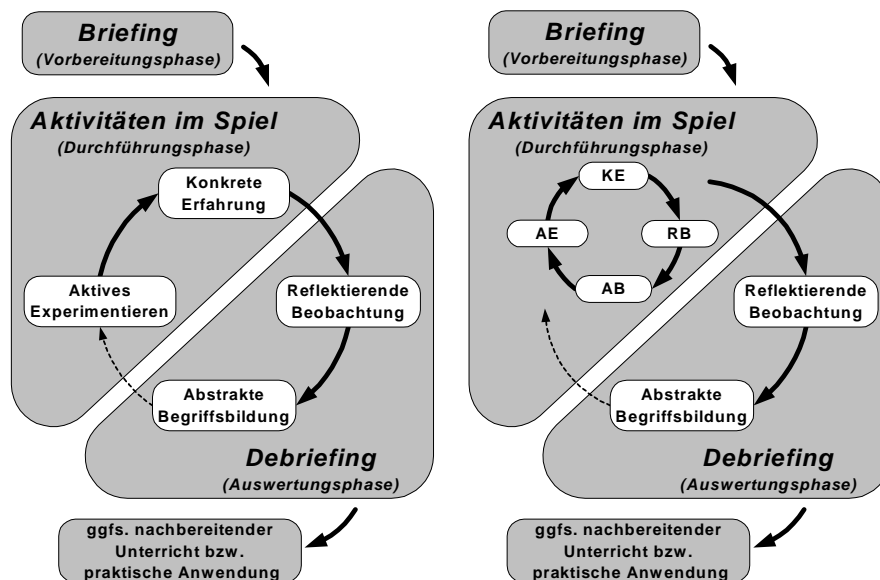 Briefing
(Vorbereitungsphase)
Aktivitäten im Spiel
(Durchführungsphase)
Konkrete
Erfahrung
Aktives
Experimentieren
Reflektierende
Beobachtung
Abstrakte
Begriffsbildung
Debriefing
(Auswertungsphase)
ggfs. nachbereitender
Unterricht bzw.
praktische Anwendung
Briefing
(Vorbereitungsphase)
Aktivitäten im Spiel
(Durchführungsphase)
KE
AE
RB
AB
Reflektierende
Beobachtung
Abstrakte
Begriffsbildung
Debriefing
(Auswertungsphase)
ggfs. nachbereitender
Unterricht bzw.
praktische Anwendung